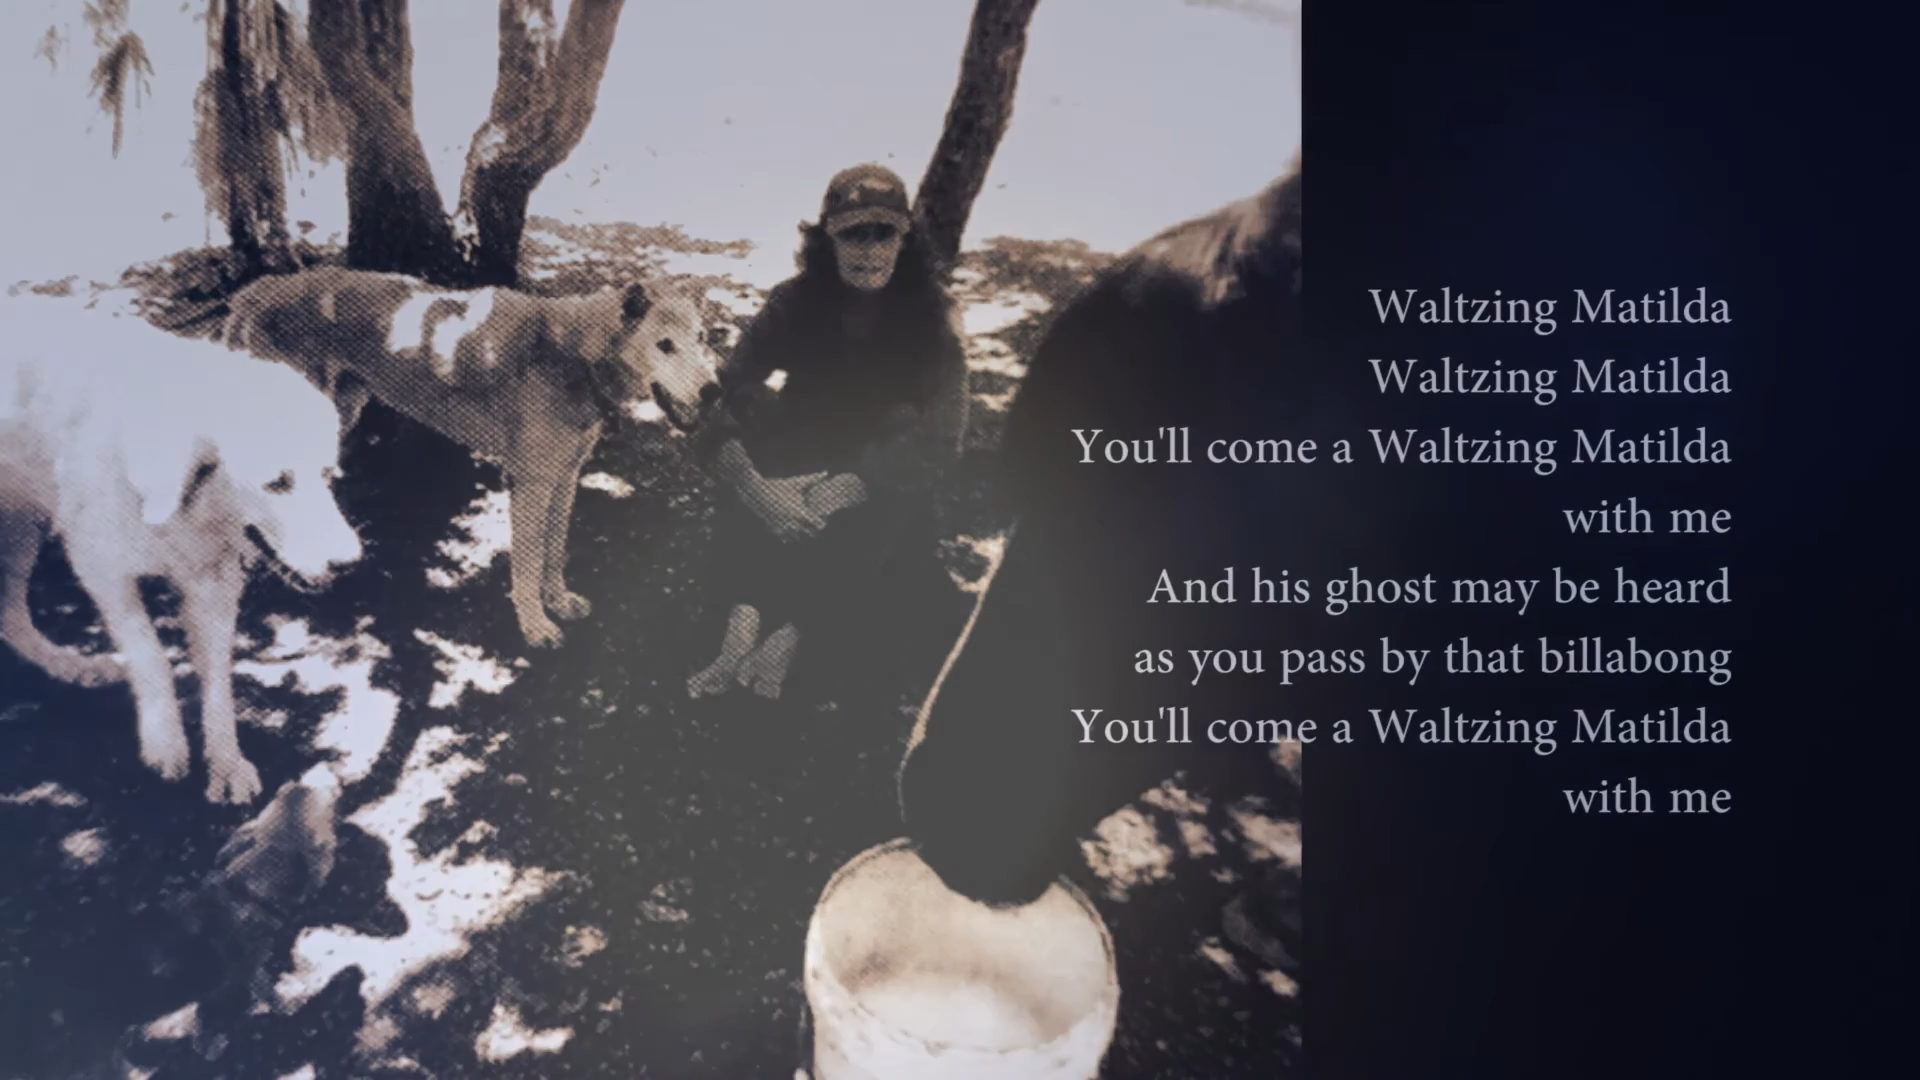 Waltzing Matilda
Waltzing Matilda
You'll come a Waltzing Matilda
with me
And his ghost may be heard
as you pass by that billabong
You'll come a Waltzing Matilda
with me